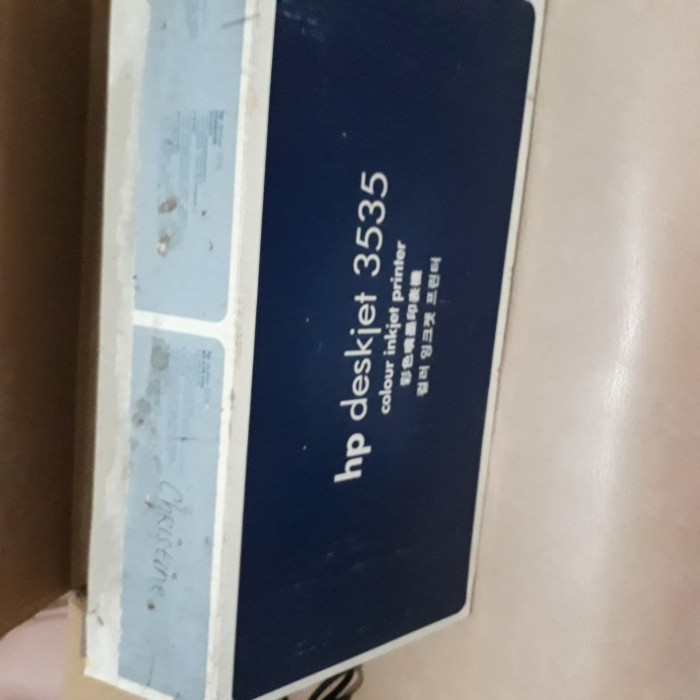 hp deskjet 3535
colour inkjet printer
彩色噴墨印表機
컬러 잉크젯 프린터
Christine